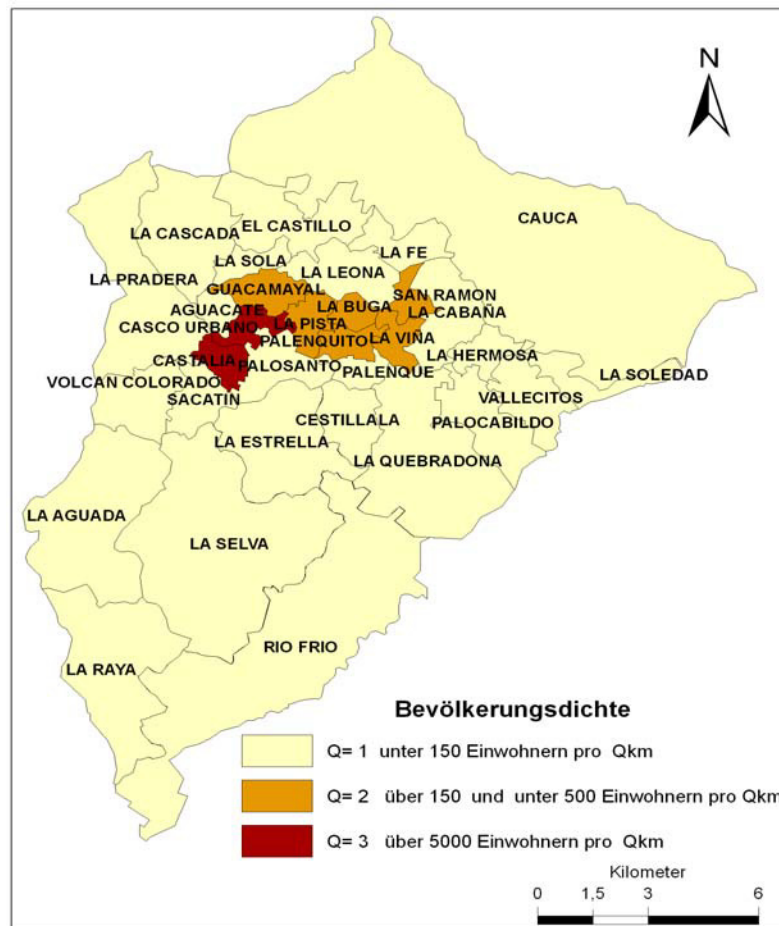 N
CAUCA
EL CASTILLO
LA CASCADA
LA FE
LA SOLA
LA LEONA
LA PRADERA
GUACAMAYAL
SAN RAMON
AGUACATE
LA BUGA
LA CABAÑA
CASCO URBANO
LA PISTA
PALENQUITO
LA VIÑA
LA HERMOSA
CASTALIA
PALOSANTO
PALENQUE
LA SOLEDAD
VOLCAN COLORADO
SACATIN
VALLECITOS
CESTILLALA
PALOCABILDO
LA ESTRELLA
LA QUEBRADONA
LA AGUADA
LA SELVA
RIO FRIO
LA RAYA
Bevölkerungsdichte
Q= 1 unter 150 Einwohnern pro Qkm
Q= 2 über 150 und unter 500 Einwohnern pro Qkm
Q= 3 über 5000 Einwohnern pro Qkm
Kilometer
0 1,5 3 6